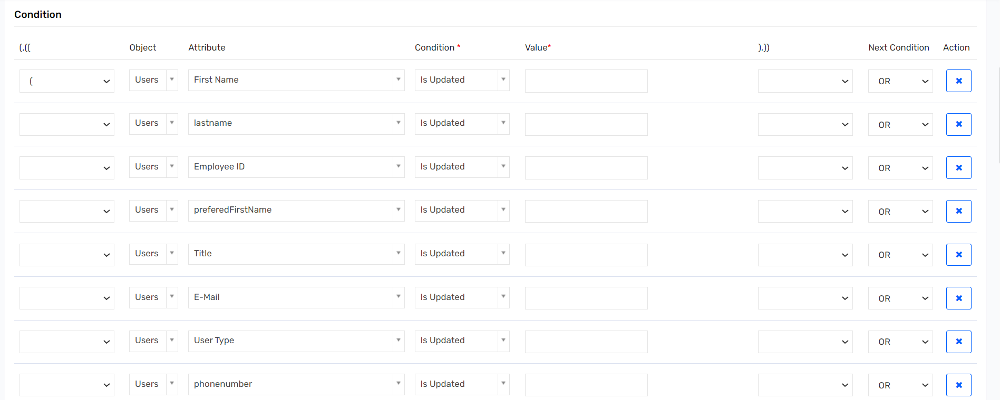 Condition
(,(( Object Attribute Condition * Value* ),)) Next Condition Action
( Users First Name Is Updated OR
Users lastname Is Updated OR
Users Employee ID Is Updated OR
Users preferedFirstName Is Updated OR
Users Title Is Updated OR
Users E-Mail Is Updated OR
Users User Type Is Updated OR
Users phonenumber Is Updated OR